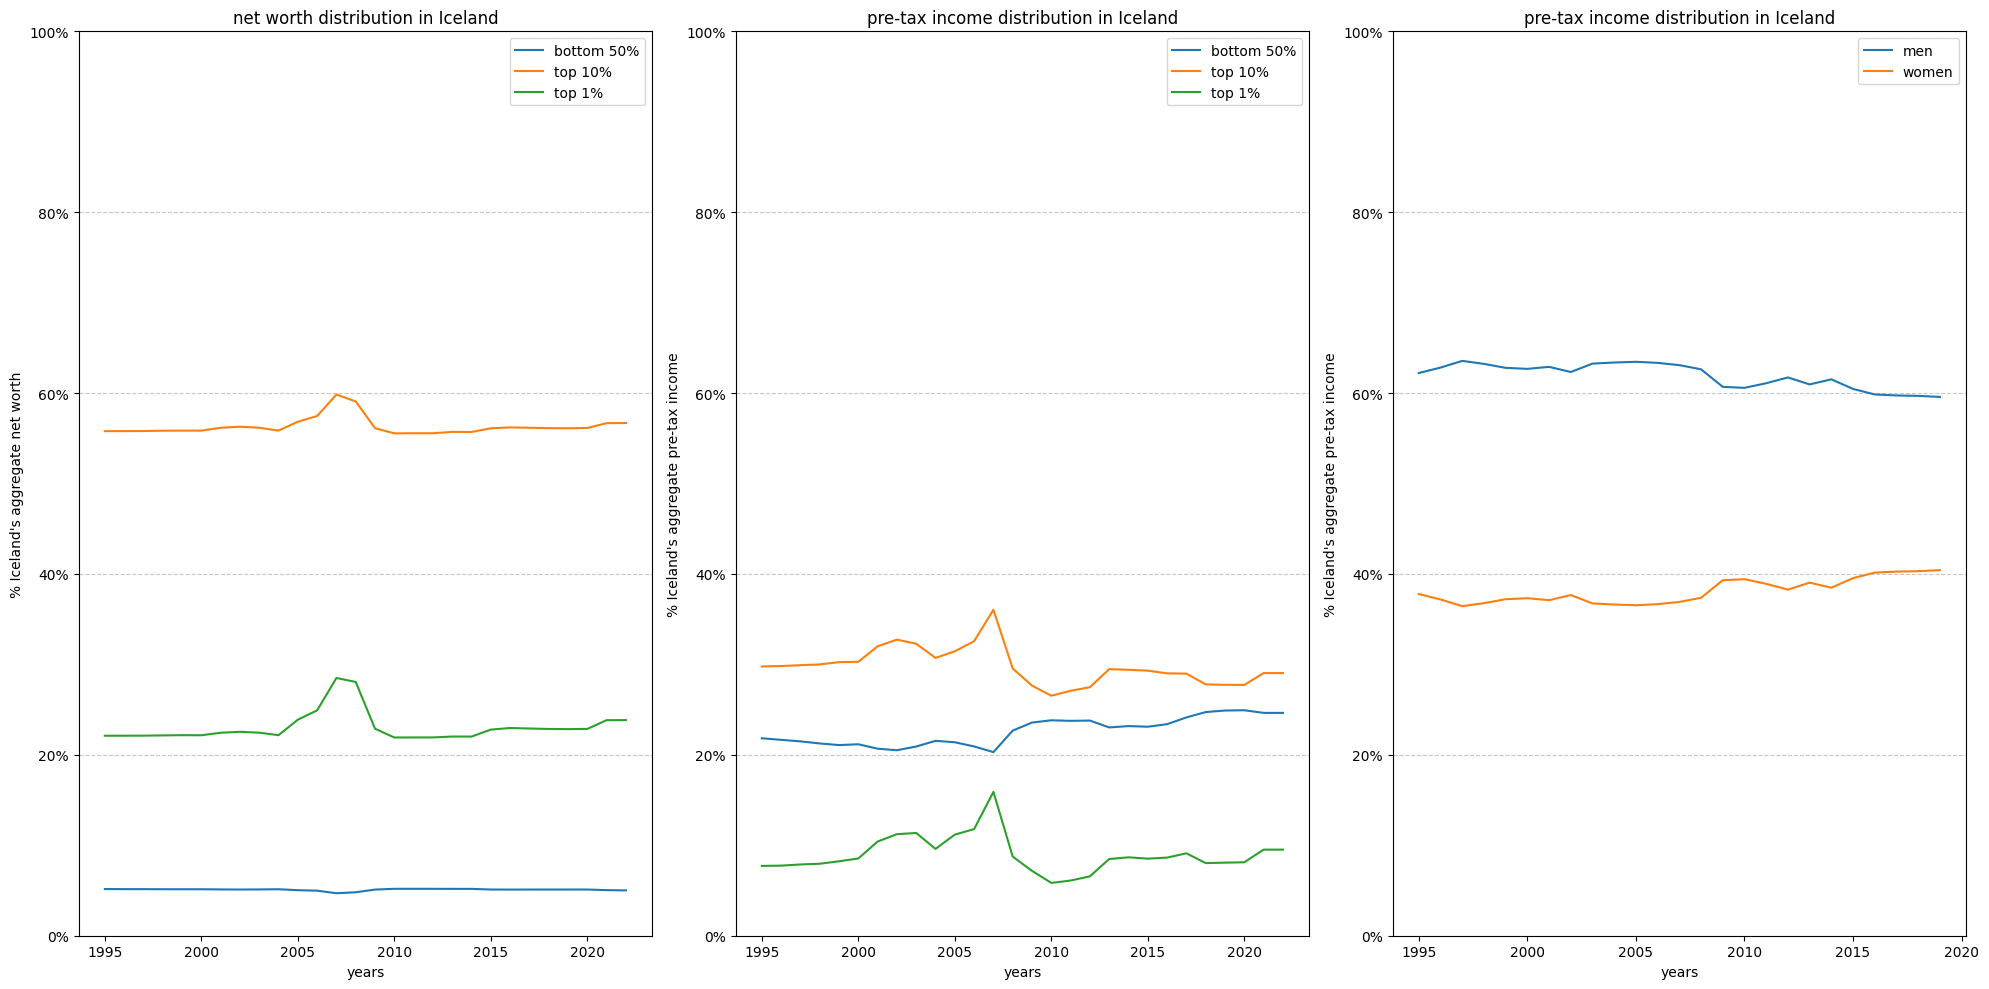 net worth distribution in Iceland
100%
80%
60%
40%
20%
0%
% Iceland's aggregate net worth
bottom 50%
top 10%
top 1%
1995 2000 2005 2010 2015 2020
years
pre-tax income distribution in Iceland
100%
80%
60%
40%
20%
0%
% Iceland's aggregate pre-tax income
bottom 50%
top 10%
top 1%
1995 2000 2005 2010 2015 2020
years
pre-tax income distribution in Iceland
100%
80%
60%
40%
20%
0%
% Iceland's aggregate pre-tax income
men
women
1995 2000 2005 2010 2015 2020
years